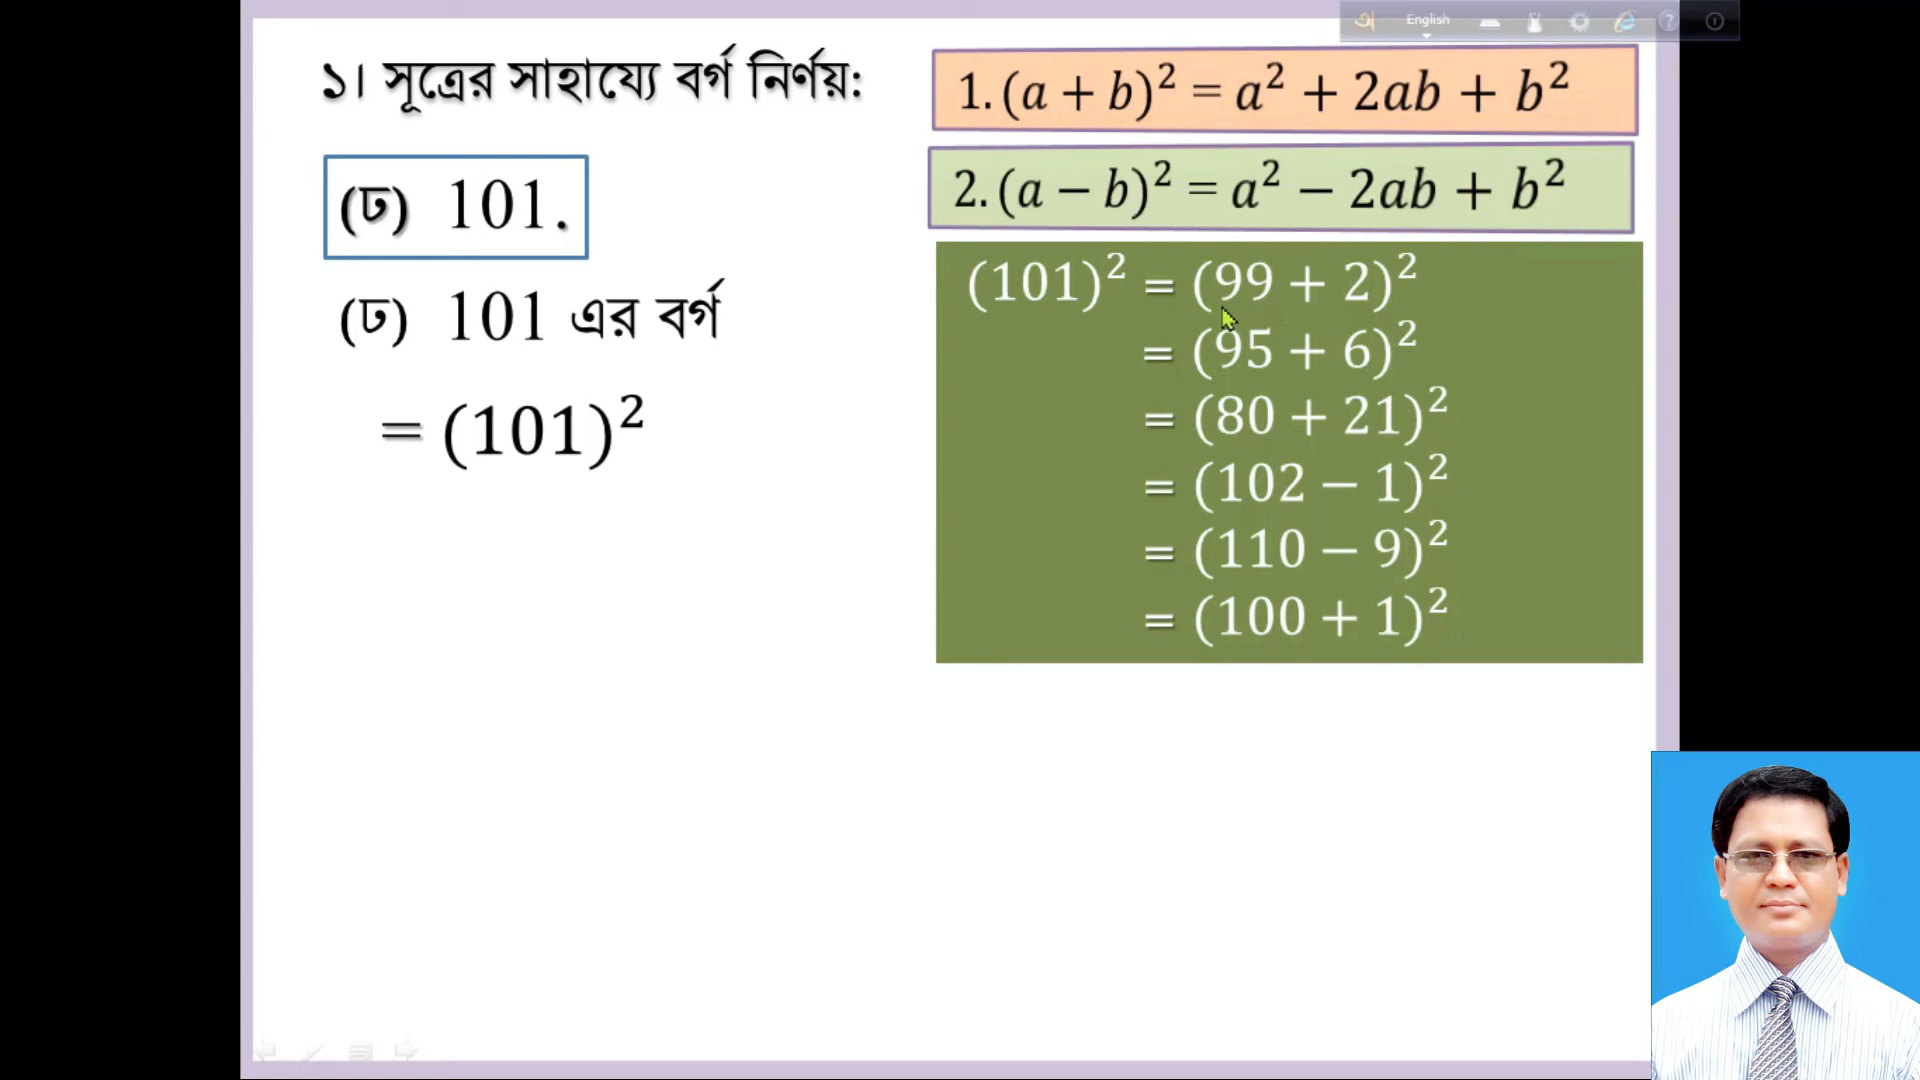 English
১। সূত্রের সাহায্যে বর্গ নির্ণয়:
1. (a + b)² = a² + 2ab + b²
2. (a − b)² = a² − 2ab + b²
(ঢ) 101.
(ঢ) 101 এর বর্গ
= (101)²
(101)² = (99 + 2)²
= (95 + 6)²
= (80 + 21)²
= (102 − 1)²
= (110 − 9)²
= (100 + 1)²